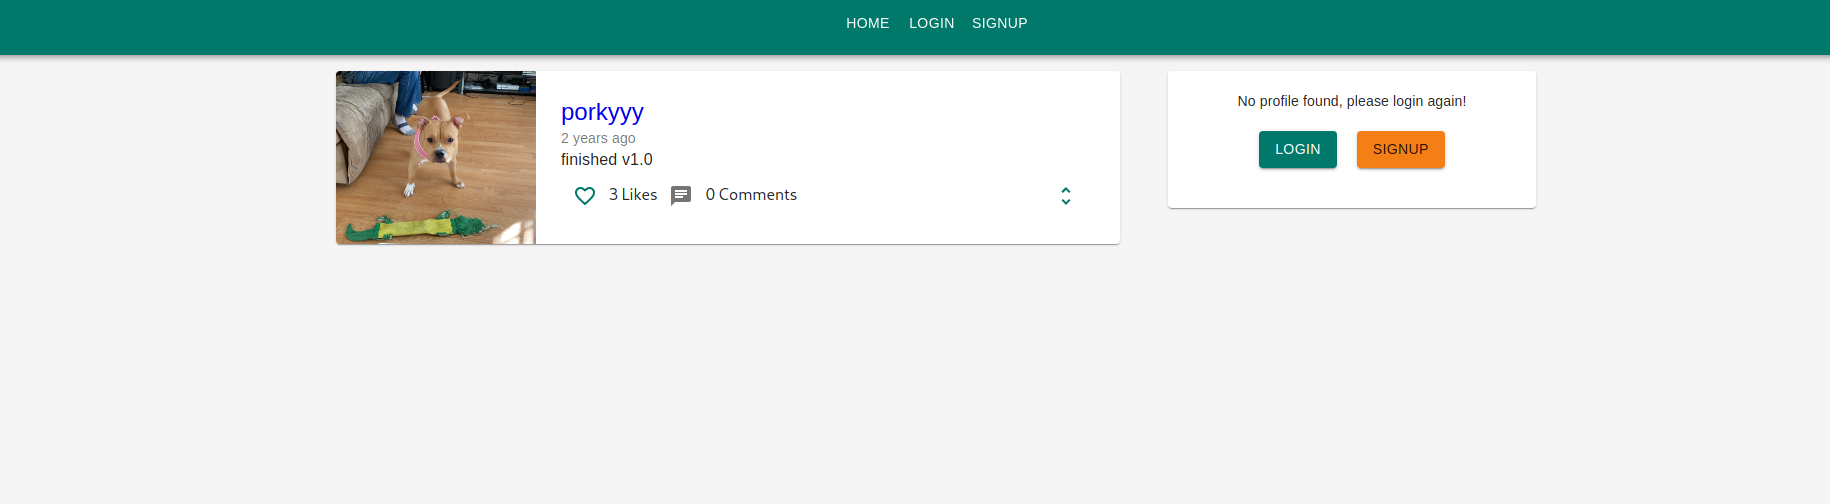 HOME LOGIN SIGNUP
porkyyy
2 years ago
finished v1.0
3 Likes 0 Comments
No profile found, please login again!
LOGIN SIGNUP